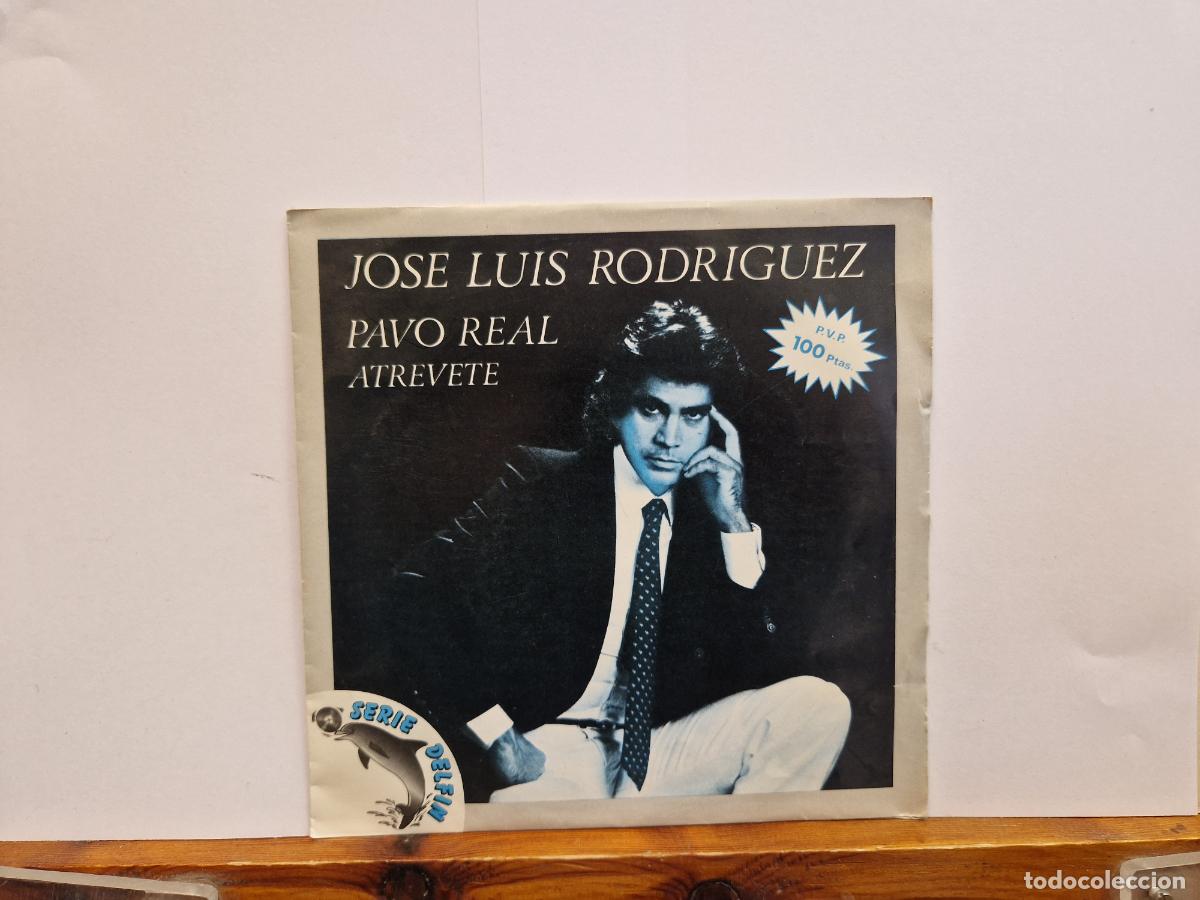 JOSE LUIS RODRIGUEZ
PAVO REAL
ATREVETE
P.V.P.
100 Ptas.
SERIE DELFIN
todocoleccion